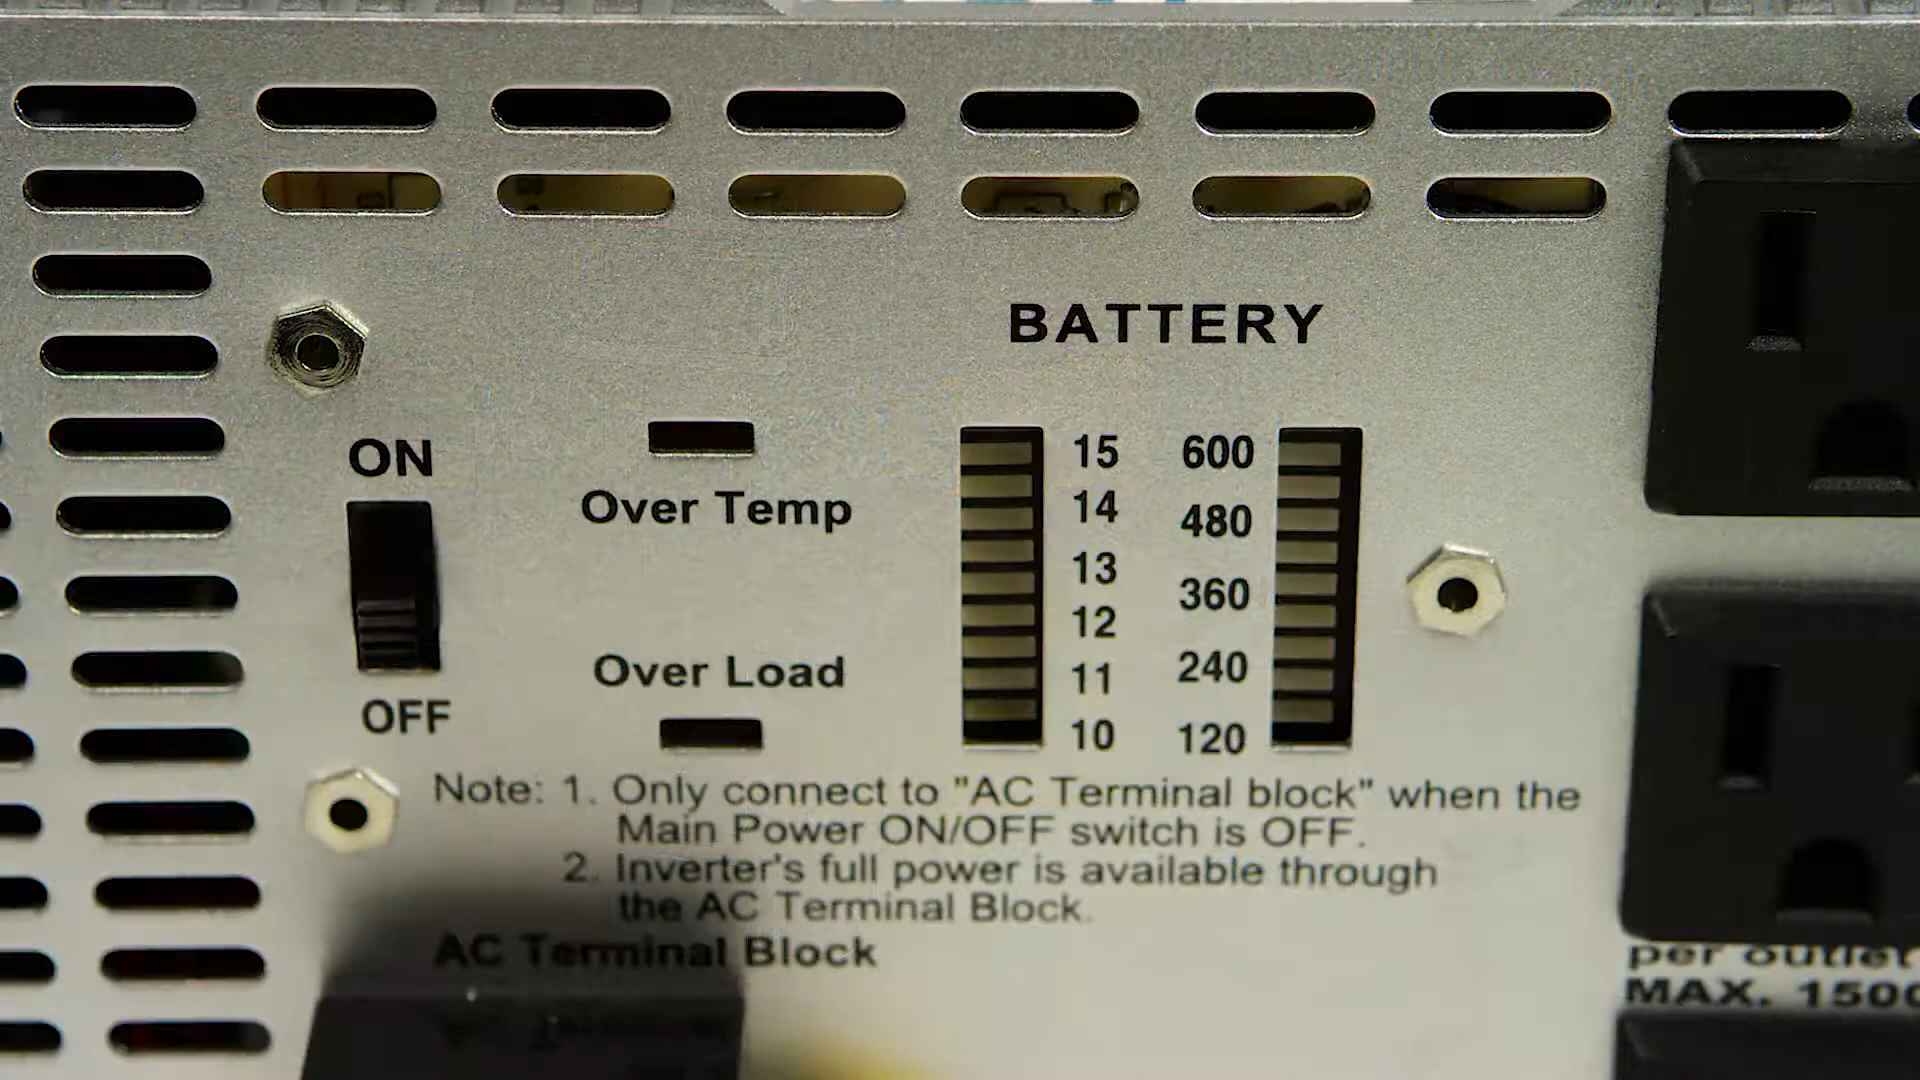 BATTERY
ON
OFF
Over Temp
Over Load
15
14
13
12
11
10
600
480
360
240
120
Note: 1. Only connect to "AC Terminal block" when the
Main Power ON/OFF switch is OFF.
2. Inverter's full power is available through
the AC Terminal Block.
AC Terminal Block
per outlet
MAX. 150